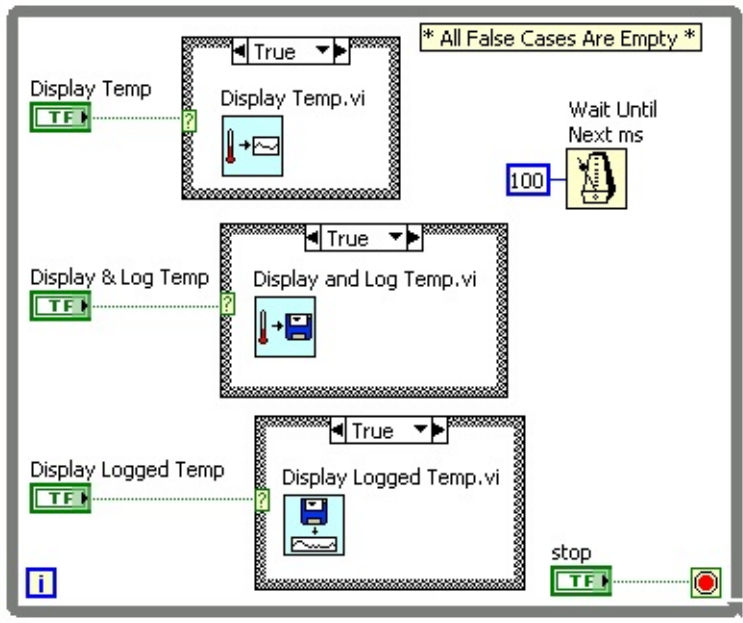 * All False Cases Are Empty *
True
Display Temp
TF
?
Display Temp.vi
Wait Until
Next ms
100
True
Display & Log Temp
TF
?
Display and Log Temp.vi
True
Display Logged Temp
TF
?
Display Logged Temp.vi
stop
TF
i